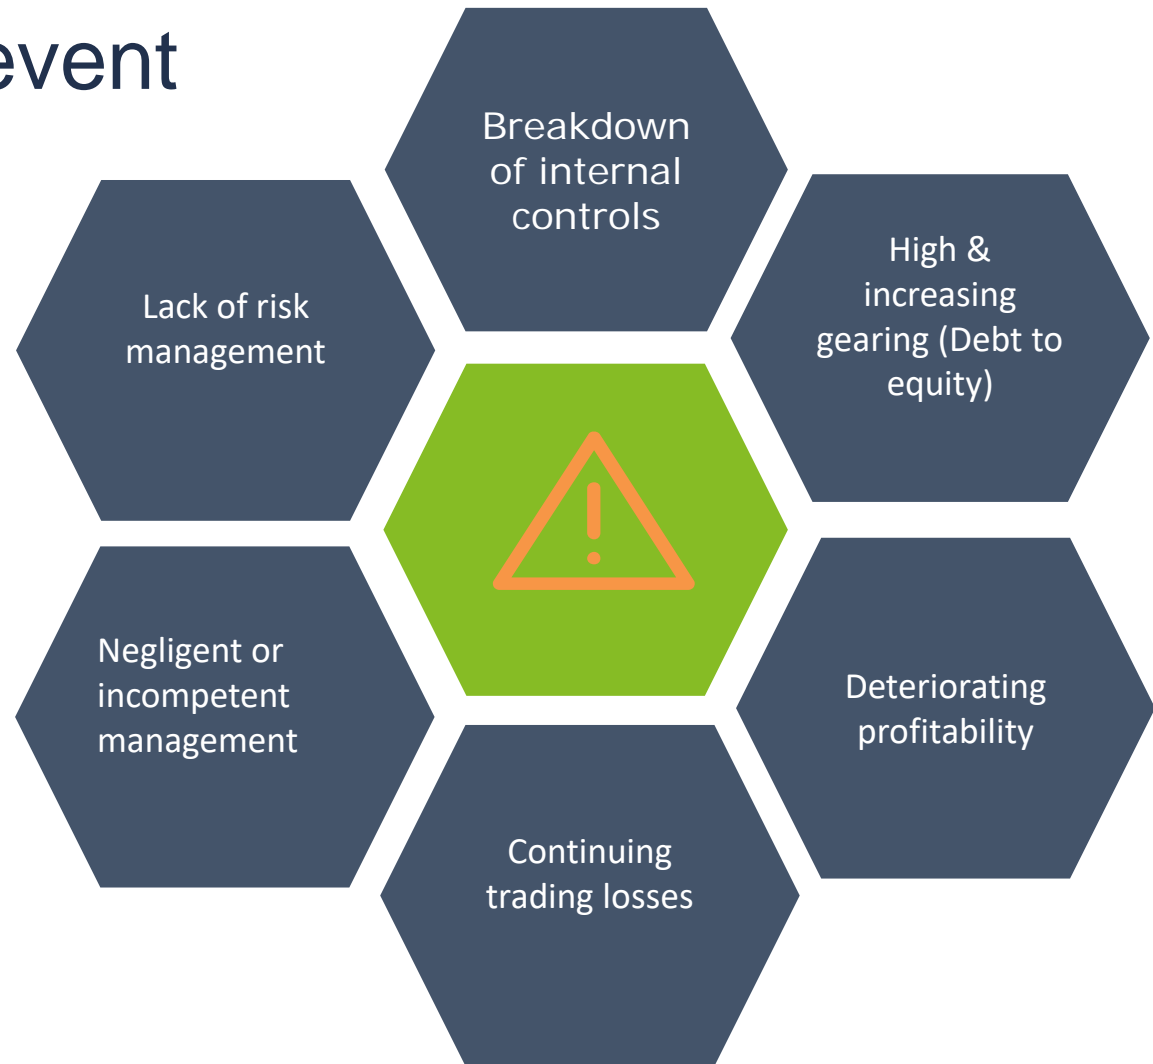 event
Breakdown
of internal
controls
High &
increasing
gearing (Debt to
equity)
Lack of risk
management
Negligent or
incompetent
management
Deteriorating
profitability
Continuing
trading losses